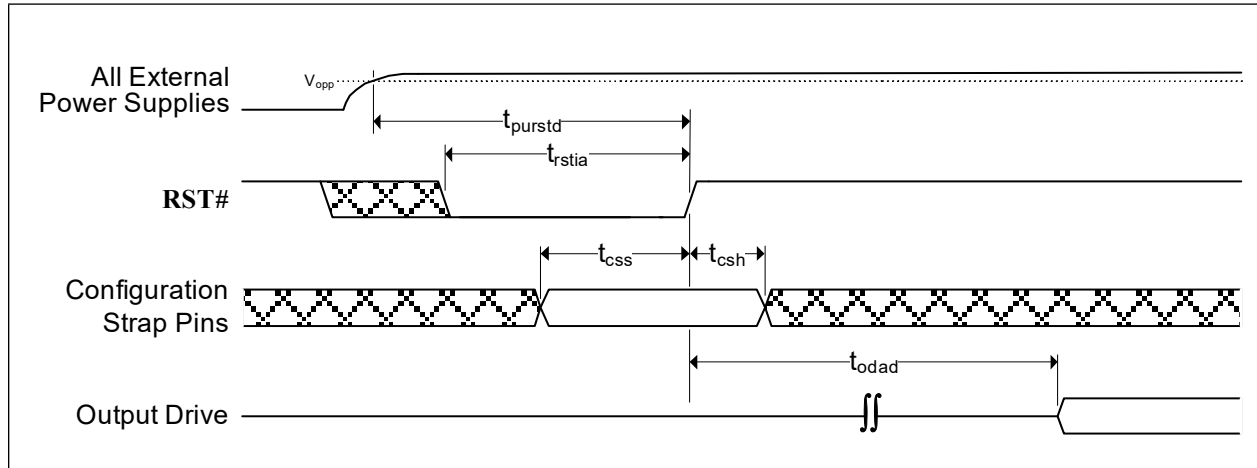 All External
Power Supplies
Vopp
tpurstd
trstia
RST#
tcss
tcsh
Configuration
Strap Pins
todad
Output Drive